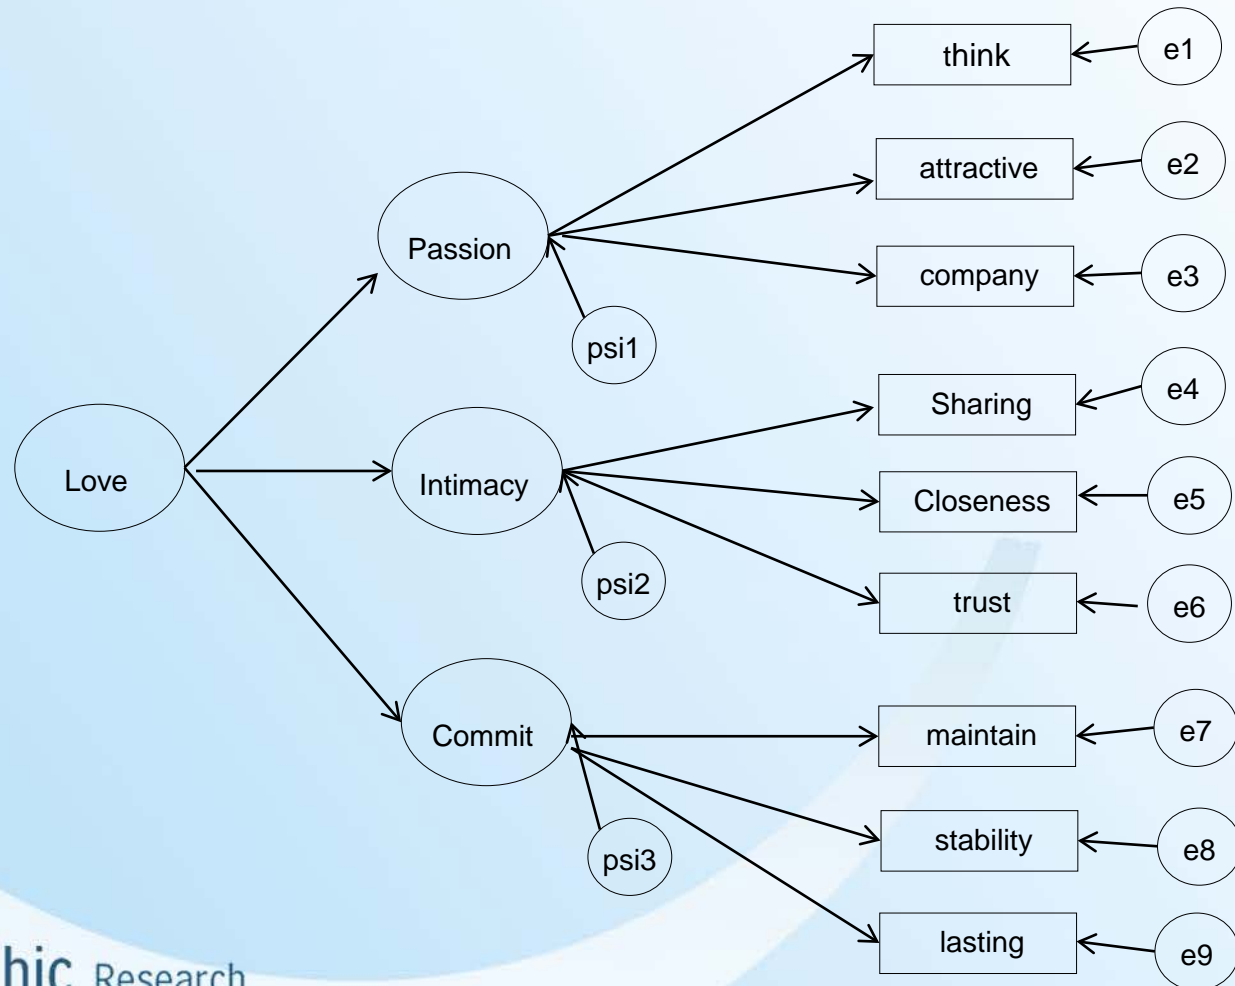 think
e1
attractive
e2
Passion
company
e3
psi1
Sharing
e4
Love
Intimacy
Closeness
e5
psi2
trust
e6
Commit
maintain
e7
psi3
stability
e8
lasting
e9
hic Research